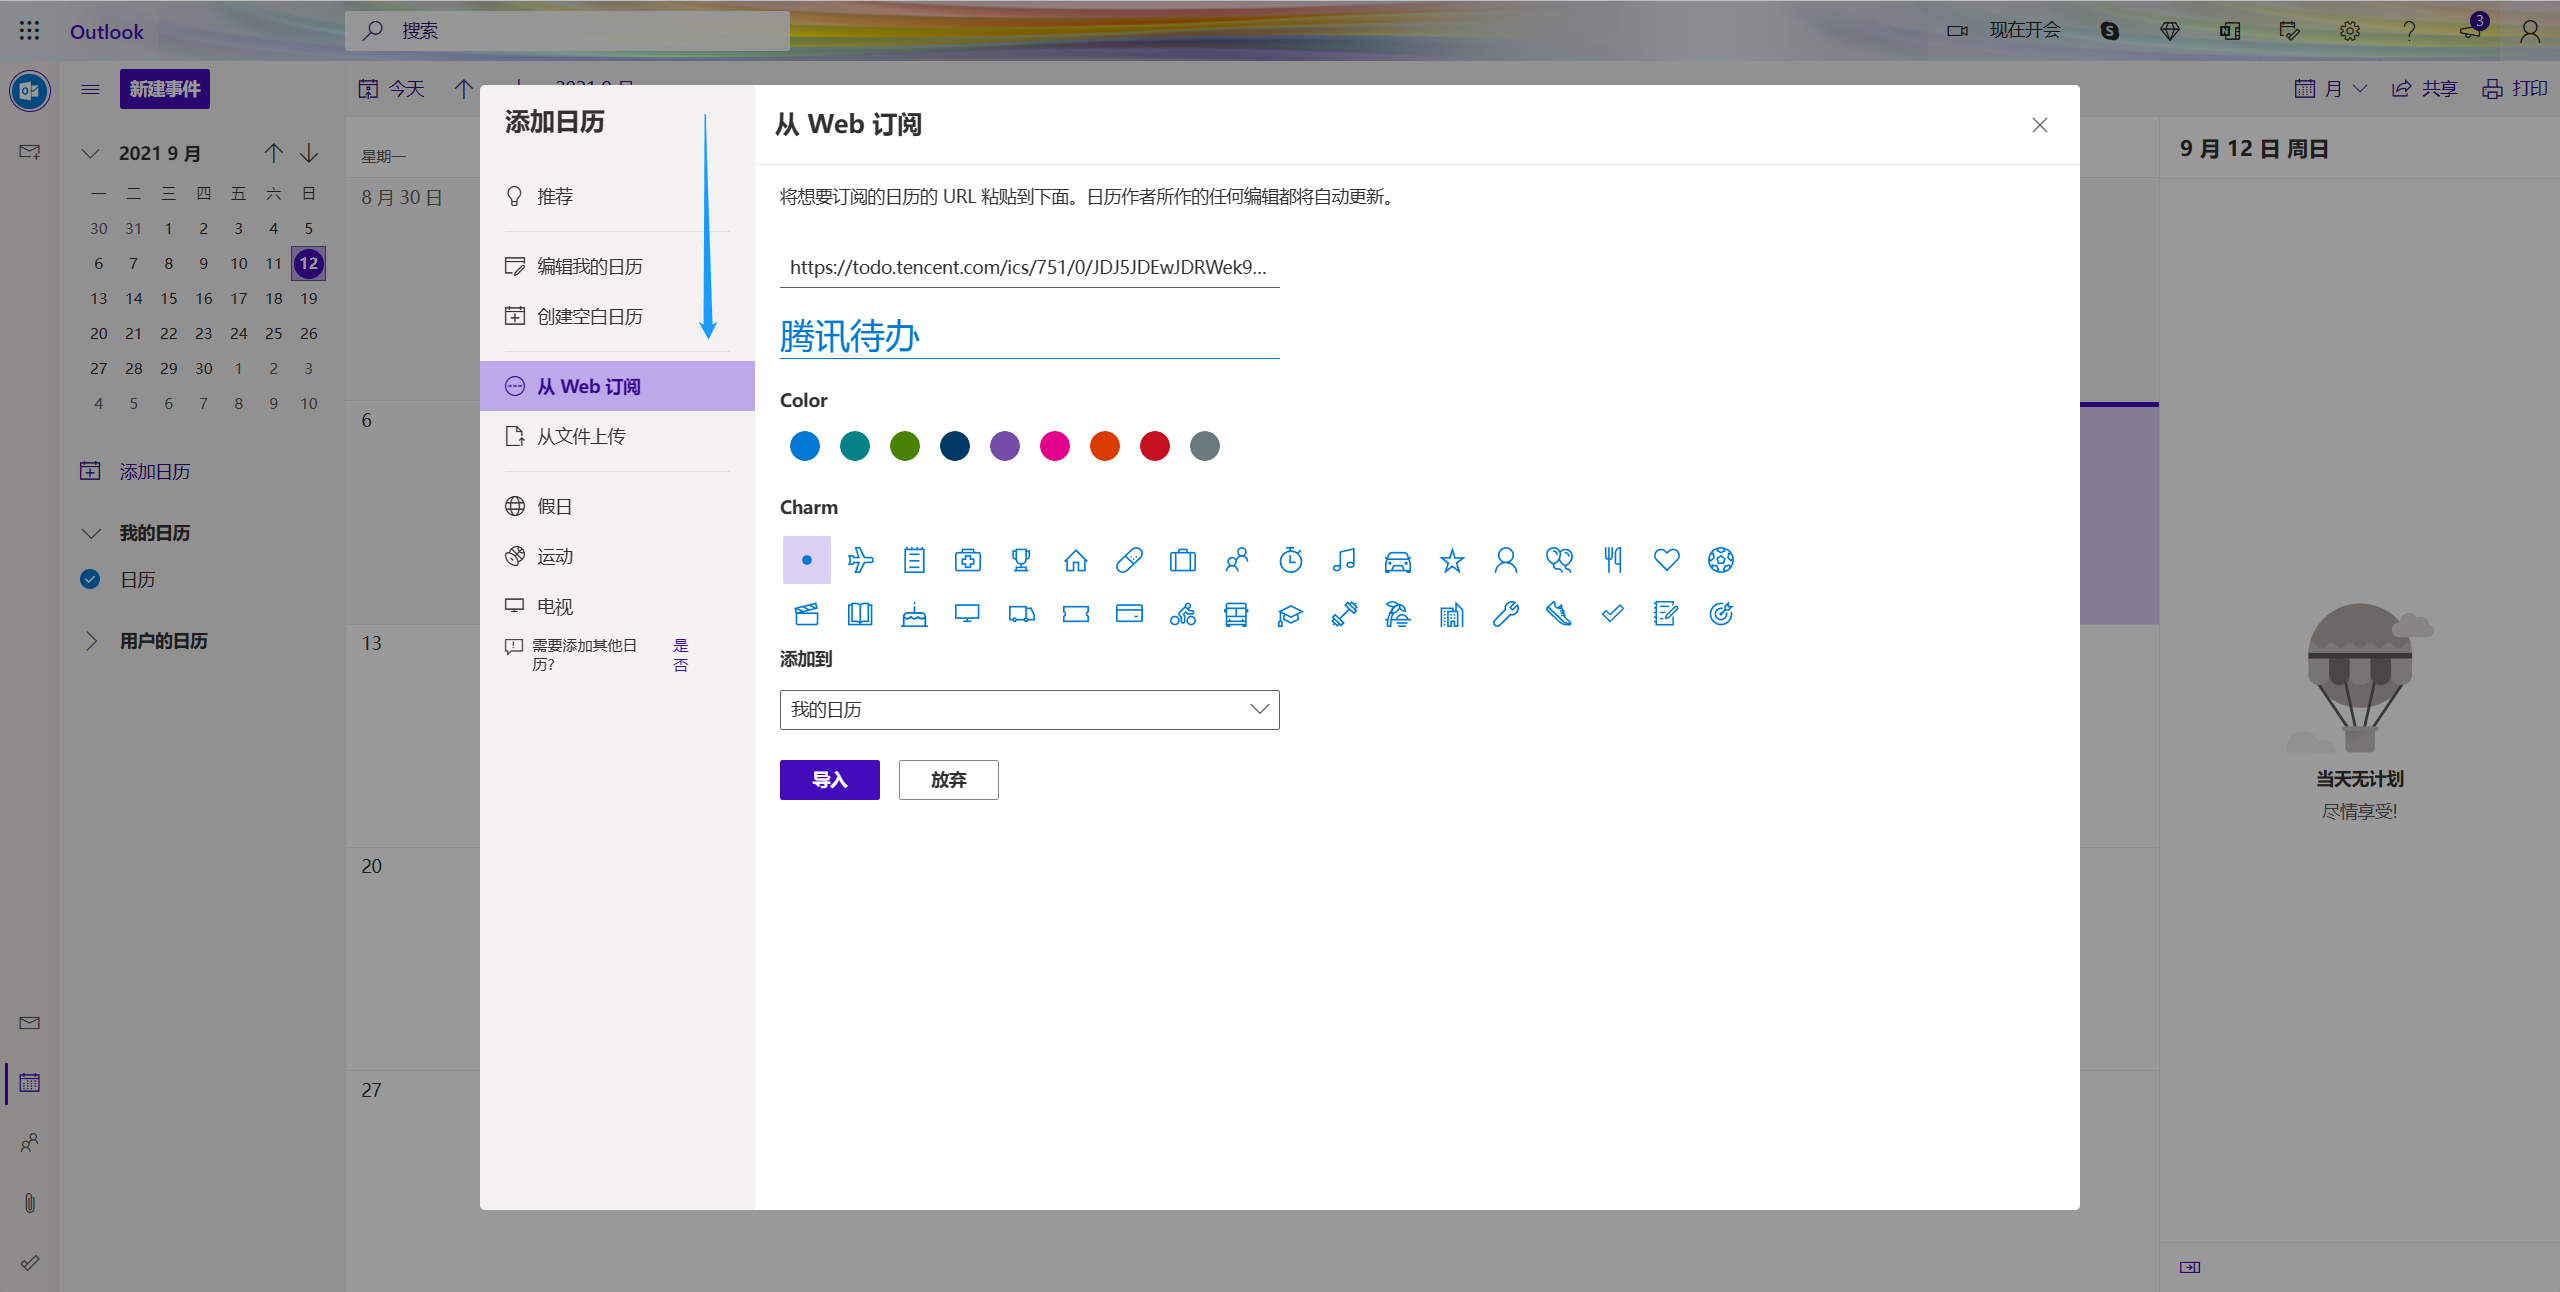 Outlook
搜索
现在开会
3
新建事件
今天
月
共享
打印
2021 9 月
一 二 三 四 五 六 日
30 31 1 2 3 4 5
6 7 8 9 10 11 12
13 14 15 16 17 18 19
20 21 22 23 24 25 26
27 28 29 30 1 2 3
4 5 6 7 8 9 10
添加日历
我的日历
日历
用户的日历
星期一
8 月 30 日
6
13
20
27
添加日历
推荐
编辑我的日历
创建空白日历
从 Web 订阅
从文件上传
假日
运动
电视
需要添加其他日
历?
是
否
从 Web 订阅
将想要订阅的日历的 URL 粘贴到下面。日历作者所作的任何编辑都将自动更新。
https://todo.tencent.com/ics/751/0/JDJ5JDEwJDRWek9...
腾讯待办
Color
Charm
添加到
我的日历
导入
放弃
9 月 12 日 周日
当天无计划
尽情享受!